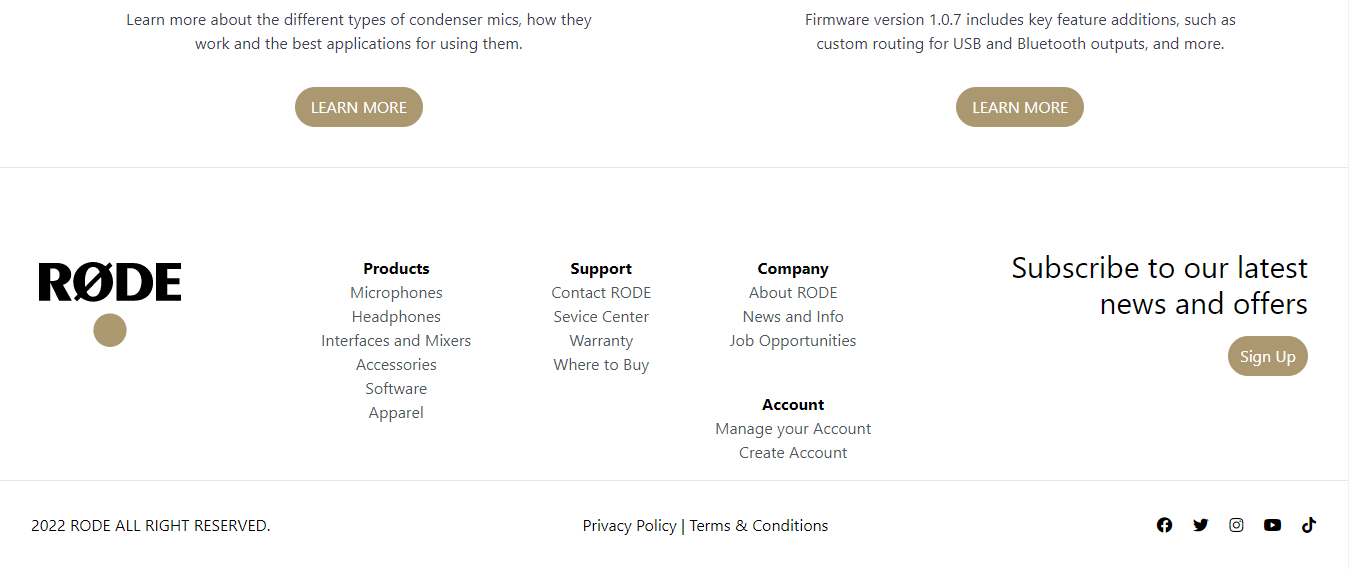 Learn more about the different types of condenser mics, how they
work and the best applications for using them.
LEARN MORE
Firmware version 1.0.7 includes key feature additions, such as
custom routing for USB and Bluetooth outputs, and more.
LEARN MORE
RØDE
Products
Microphones
Headphones
Interfaces and Mixers
Accessories
Software
Apparel
Support
Contact RODE
Sevice Center
Warranty
Where to Buy
Company
About RODE
News and Info
Job Opportunities
Account
Manage your Account
Create Account
Subscribe to our latest
news and offers
Sign Up
2022 RODE ALL RIGHT RESERVED.
Privacy Policy | Terms & Conditions